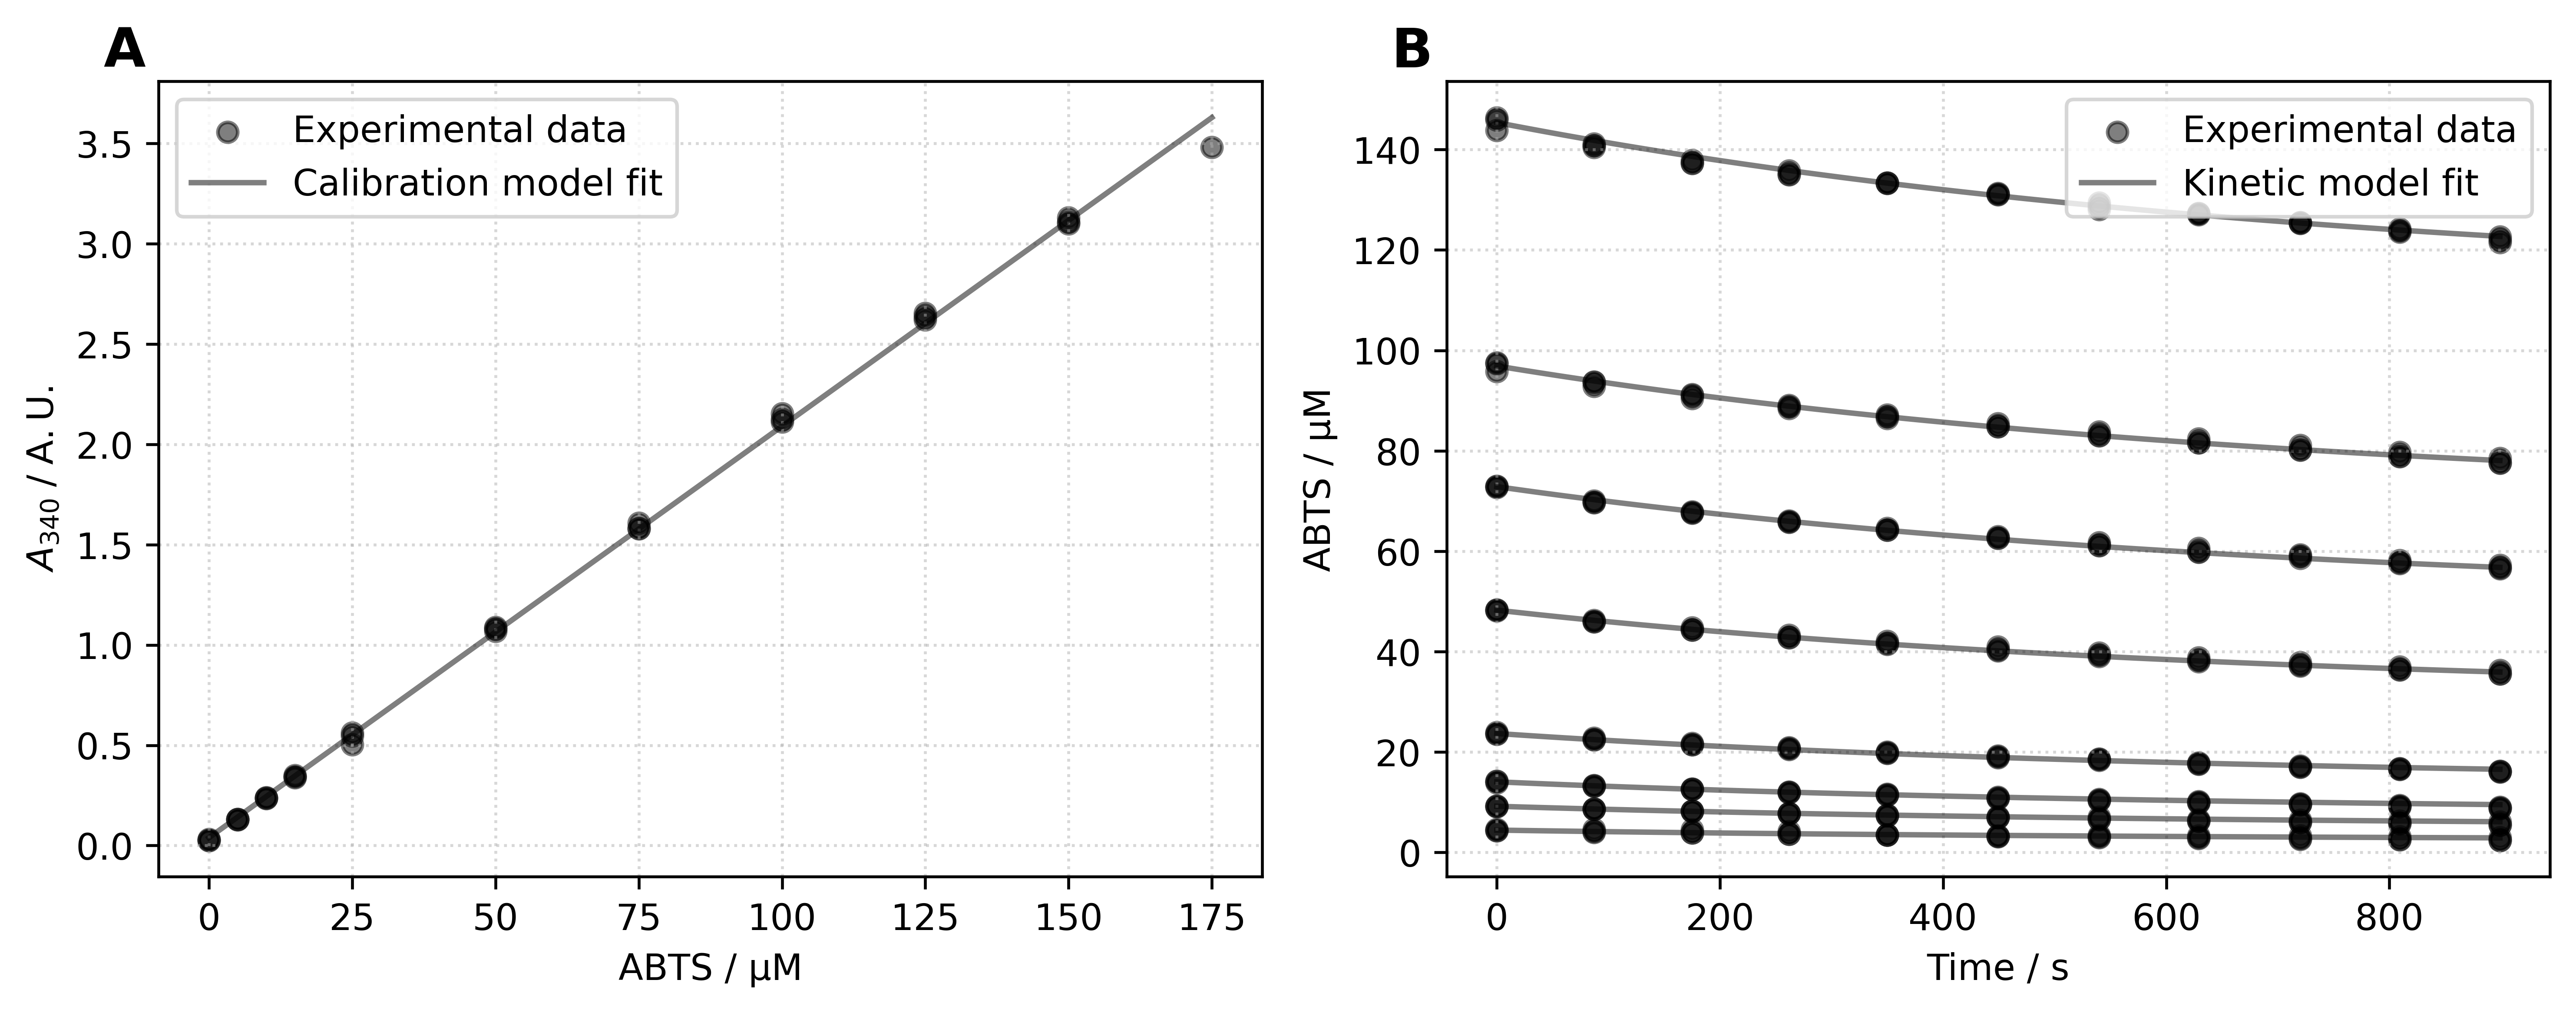 A
Experimental data
Calibration model fit
3.5
3.0
2.5
2.0
1.5
1.0
0.5
0.0
A₃₄₀ / A.U.
0 25 50 75 100 125 150 175
ABTS / µM
B
Experimental data
Kinetic model fit
140
120
100
80
60
40
20
0
ABTS / µM
0 200 400 600 800
Time / s